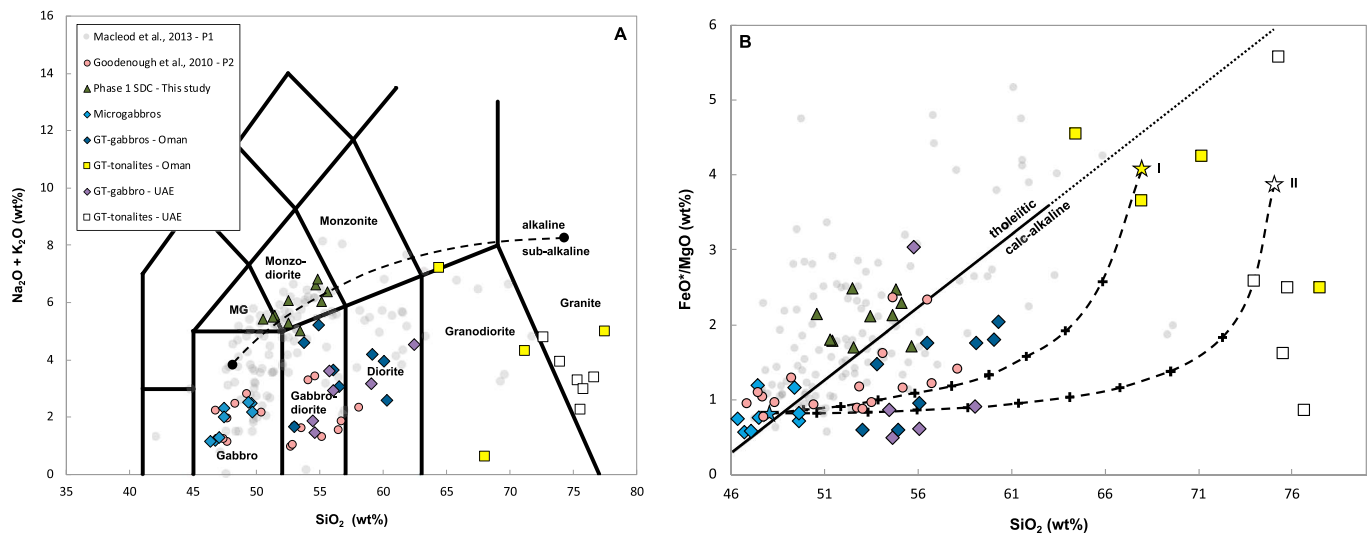 A
Na₂O + K₂O (wt%)
16
14
12
10
8
6
4
2
0
Macleod et al., 2013 - P1
Goodenough et al., 2010 - P2
Phase 1 SDC - This study
Microgabbros
GT-gabbros - Oman
GT-tonalites - Oman
GT-gabbro - UAE
GT-tonalites - UAE
Monzonite
Monzo-
diorite
MG
alkaline
sub-alkaline
Granite
Granodiorite
Diorite
Gabbro-
diorite
Gabbro
35 40 45 50 55 60 65 70 75 80
SiO₂ (wt%)
B
FeO*/MgO (wt%)
6
5
4
3
2
1
0
I
II
tholeiitic
calc-alkaline
46 51 56 61 66 71 76
SiO₂ (wt%)